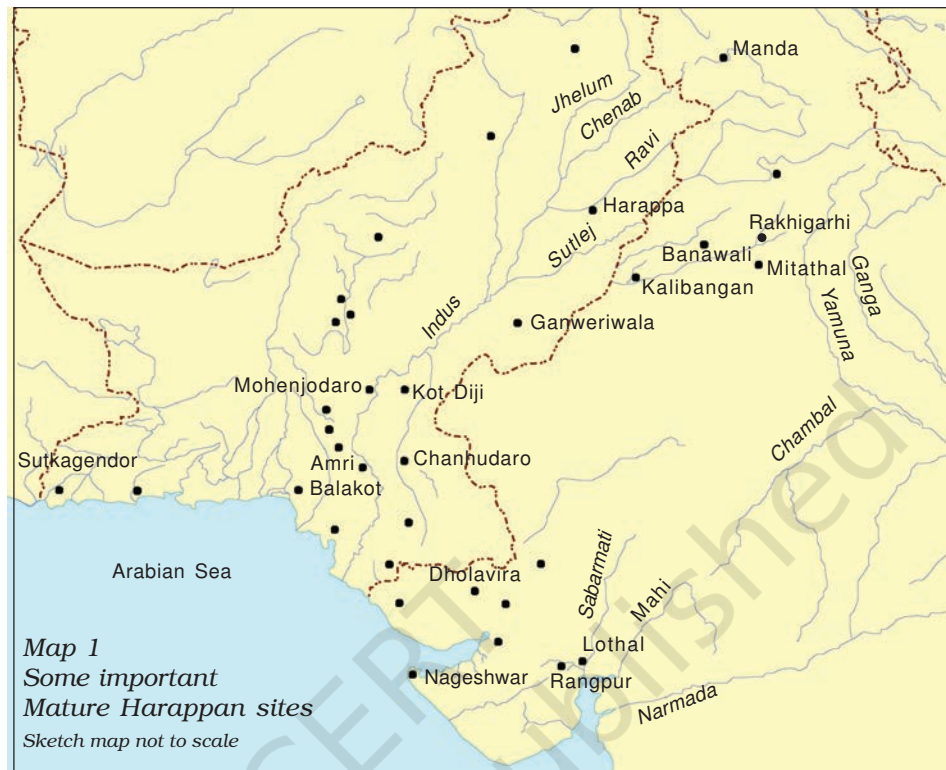 Manda
Jhelum
Chenab
Ravi
Harappa
Sutlej
Rakhigarhi
Banawali
Mitathal
Kalibangan
Ganga
Yamuna
Indus
Ganweriwala
Mohenjodaro
Kot Diji
Chambal
Sutkagendor
Amri
Chanhudaro
Balakot
Arabian Sea
Dholavira
Sabarmati
Mahi
Lothal
Nageshwar
Rangpur
Narmada
Map 1
Some important
Mature Harappan sites
Sketch map not to scale